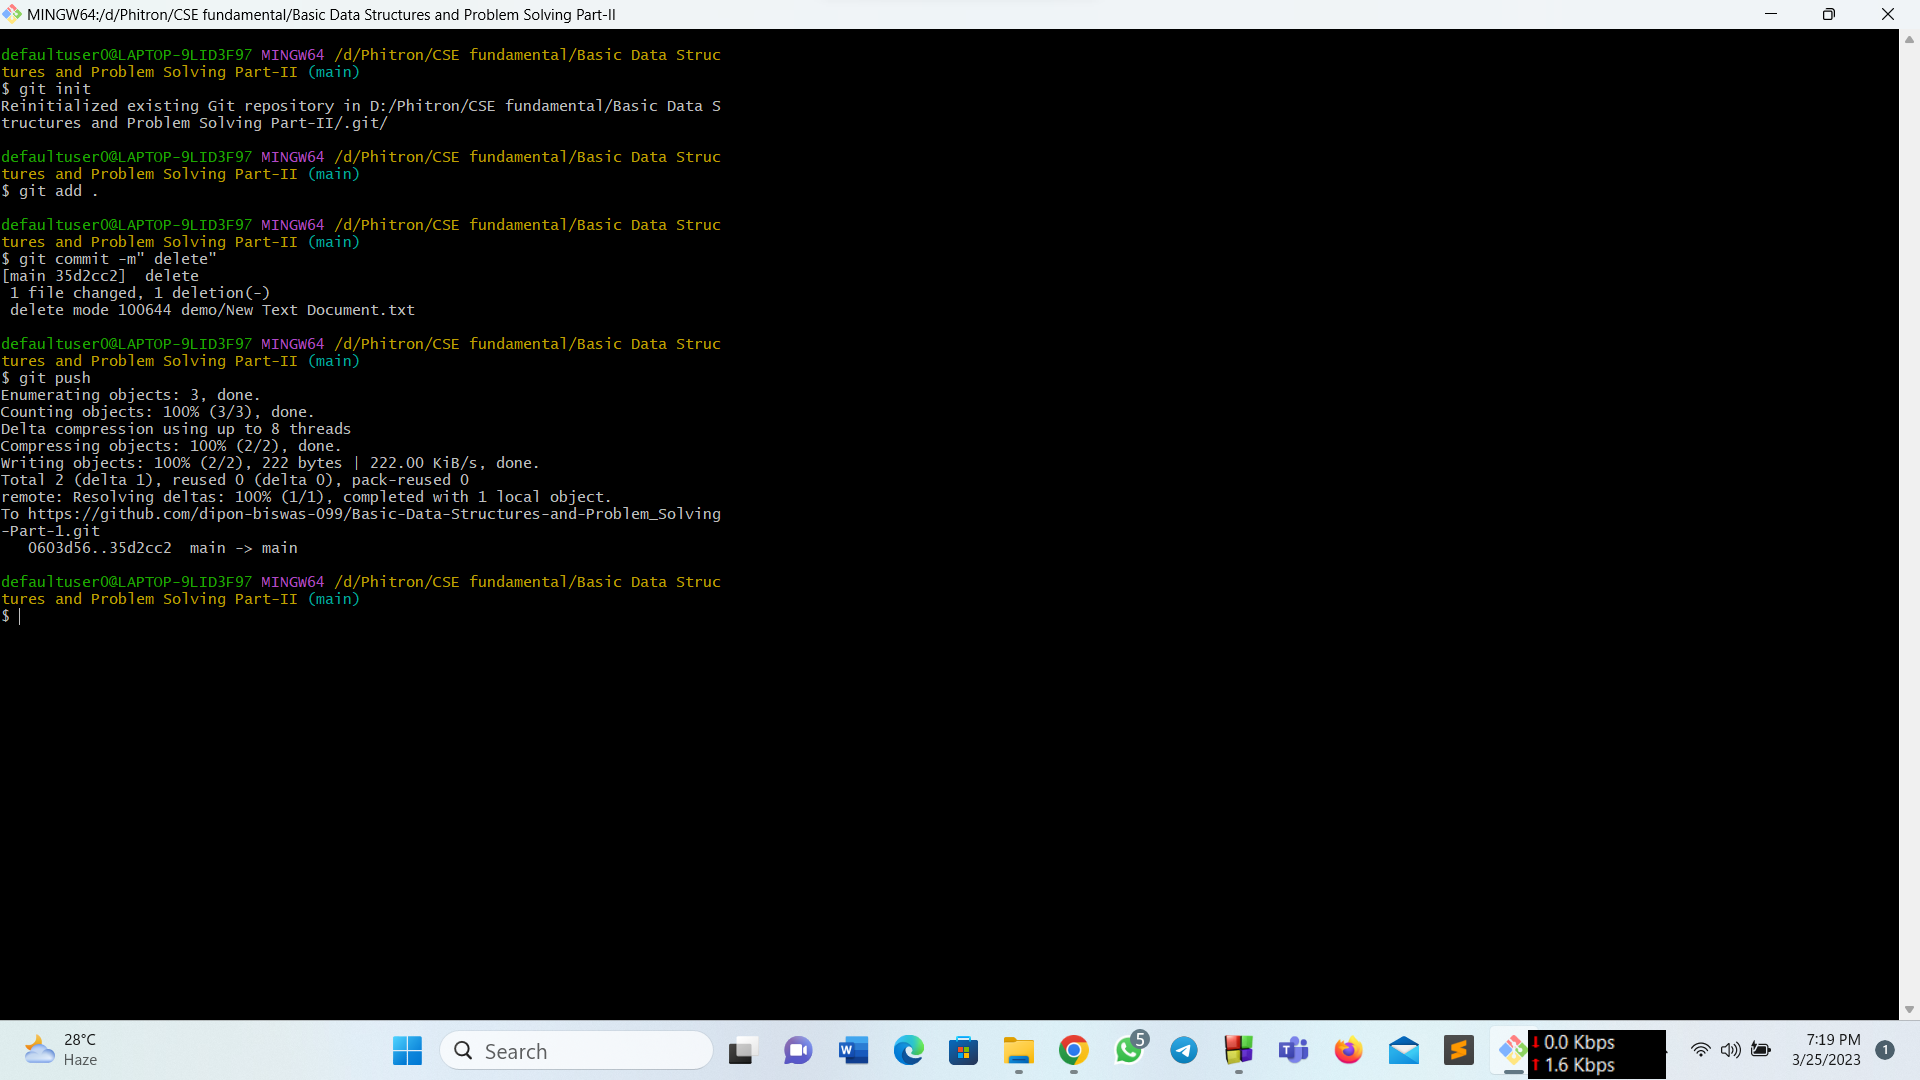 MINGW64:/d/Phitron/CSE fundamental/Basic Data Structures and Problem Solving Part-II
defaultuser0@LAPTOP-9LID3F97 MINGW64 /d/Phitron/CSE fundamental/Basic Data Struc
tures and Problem Solving Part-II (main)
$ git init
Reinitialized existing Git repository in D:/Phitron/CSE fundamental/Basic Data S
tructures and Problem Solving Part-II/.git/
defaultuser0@LAPTOP-9LID3F97 MINGW64 /d/Phitron/CSE fundamental/Basic Data Struc
tures and Problem Solving Part-II (main)
$ git add .
defaultuser0@LAPTOP-9LID3F97 MINGW64 /d/Phitron/CSE fundamental/Basic Data Struc
tures and Problem Solving Part-II (main)
$ git commit -m" delete"
[main 35d2cc2]  delete
 1 file changed, 1 deletion(-)
 delete mode 100644 demo/New Text Document.txt
defaultuser0@LAPTOP-9LID3F97 MINGW64 /d/Phitron/CSE fundamental/Basic Data Struc
tures and Problem Solving Part-II (main)
$ git push
Enumerating objects: 3, done.
Counting objects: 100% (3/3), done.
Delta compression using up to 8 threads
Compressing objects: 100% (2/2), done.
Writing objects: 100% (2/2), 222 bytes | 222.00 KiB/s, done.
Total 2 (delta 1), reused 0 (delta 0), pack-reused 0
remote: Resolving deltas: 100% (1/1), completed with 1 local object.
To https://github.com/dipon-biswas-099/Basic-Data-Structures-and-Problem_Solving
-Part-1.git
   0603d56..35d2cc2  main -> main
defaultuser0@LAPTOP-9LID3F97 MINGW64 /d/Phitron/CSE fundamental/Basic Data Struc
tures and Problem Solving Part-II (main)
$
28°C
Haze
Search
W
5
0.0 Kbps
1.6 Kbps
7:19 PM
3/25/2023
1